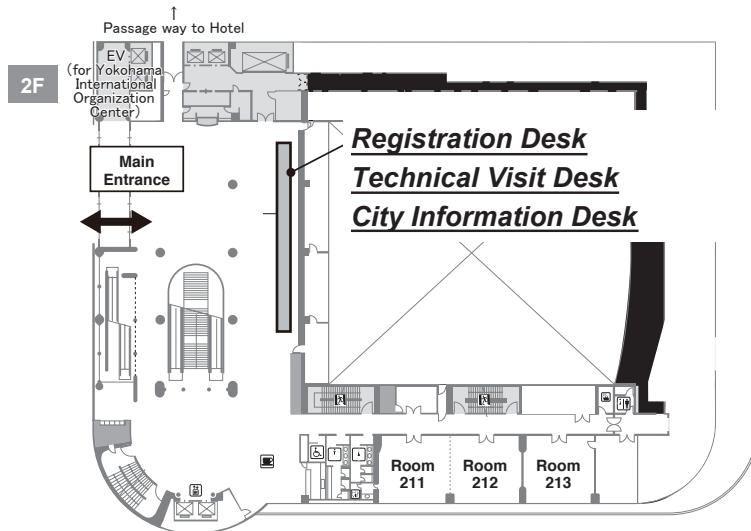 ↑
Passage way to Hotel
EV
(for Yokohama
International
Organization
Center)
2F
Main
Entrance
Registration Desk
Technical Visit Desk
City Information Desk
Room
211
Room
212
Room
213